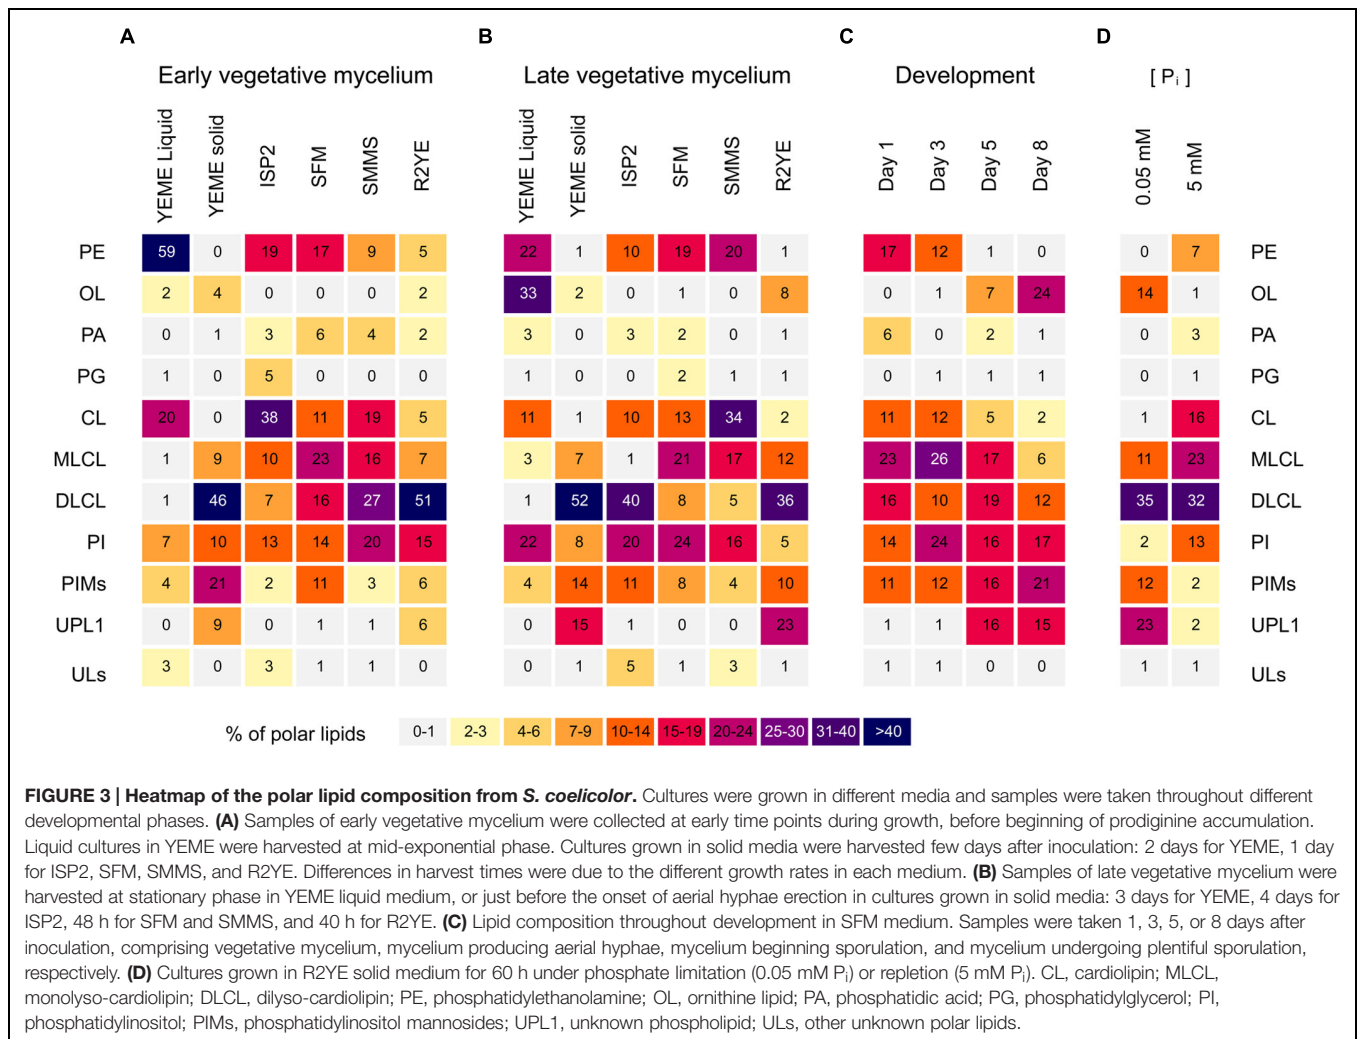 A B C D
Early vegetative mycelium Late vegetative mycelium Development [ Pi ]
YEME Liquid YEME solid ISP2 SFM SMMS R2YE YEME Liquid YEME solid ISP2 SFM SMMS R2YE Day 1 Day 3 Day 5 Day 8 0.05 mM 5 mM
PE 59 0 19 17 9 5 22 1 10 19 20 1 17 12 1 0 0 7 PE
OL 2 4 0 0 0 2 33 2 0 1 0 8 0 1 7 24 14 1 OL
PA 0 1 3 6 4 2 3 0 3 2 0 1 6 0 2 1 0 3 PA
PG 1 0 5 0 0 0 1 0 0 2 1 1 0 1 1 1 0 1 PG
CL 20 0 38 11 19 5 11 1 10 13 34 2 11 12 5 2 1 16 CL
MLCL 1 9 10 23 16 7 3 7 1 21 17 12 23 26 17 6 11 23 MLCL
DLCL 1 46 7 16 27 51 1 52 40 8 5 36 16 10 19 12 35 32 DLCL
PI 7 10 13 14 20 15 22 8 20 24 16 5 14 24 16 17 2 13 PI
PIMs 4 21 2 11 3 6 4 14 11 8 4 10 11 12 16 21 12 2 PIMs
UPL1 0 9 0 1 1 6 0 15 1 0 0 23 1 1 16 15 23 2 UPL1
ULs 3 0 3 1 1 0 0 1 5 1 3 1 1 1 0 0 1 1 ULs
% of polar lipids 0-1 2-3 4-6 7-9 10-14 15-19 20-24 25-30 31-40 >40
FIGURE 3 | Heatmap of the polar lipid composition from S. coelicolor. Cultures were grown in different media and samples were taken throughout different
developmental phases. (A) Samples of early vegetative mycelium were collected at early time points during growth, before beginning of prodiginine accumulation.
Liquid cultures in YEME were harvested at mid-exponential phase. Cultures grown in solid media were harvested few days after inoculation: 2 days for YEME, 1 day
for ISP2, SFM, SMMS, and R2YE. Differences in harvest times were due to the different growth rates in each medium. (B) Samples of late vegetative mycelium were
harvested at stationary phase in YEME liquid medium, or just before the onset of aerial hyphae erection in cultures grown in solid media: 3 days for YEME, 4 days for
ISP2, 48 h for SFM and SMMS, and 40 h for R2YE. (C) Lipid composition throughout development in SFM medium. Samples were taken 1, 3, 5, or 8 days after
inoculation, comprising vegetative mycelium, mycelium producing aerial hyphae, mycelium beginning sporulation, and mycelium undergoing plentiful sporulation,
respectively. (D) Cultures grown in R2YE solid medium for 60 h under phosphate limitation (0.05 mM Pi) or repletion (5 mM Pi). CL, cardiolipin; MLCL,
monolyso-cardiolipin; DLCL, dilyso-cardiolipin; PE, phosphatidylethanolamine; OL, ornithine lipid; PA, phosphatidic acid; PG, phosphatidylglycerol; PI,
phosphatidylinositol; PIMs, phosphatidylinositol mannosides; UPL1, unknown phospholipid; ULs, other unknown polar lipids.